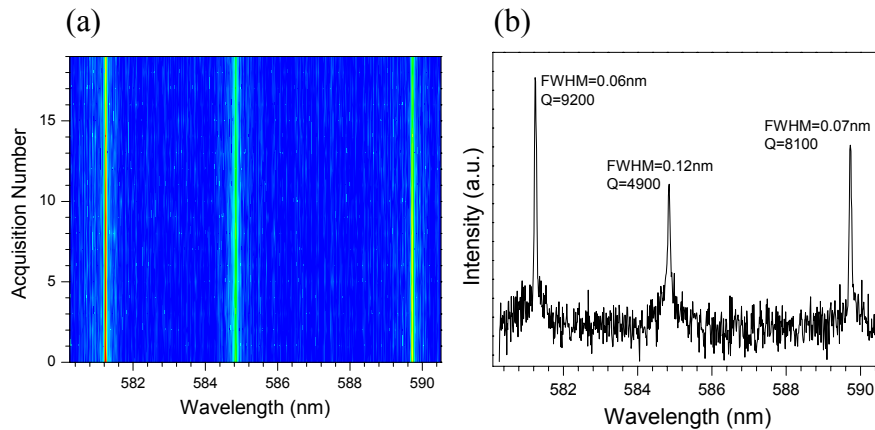 (a)
(b)
Acquisition Number
15
10
5
0
582
584
586
588
590
Wavelength (nm)
Intensity (a.u.)
FWHM=0.06nm
Q=9200
FWHM=0.12nm
Q=4900
FWHM=0.07nm
Q=8100
582
584
586
588
590
Wavelength (nm)